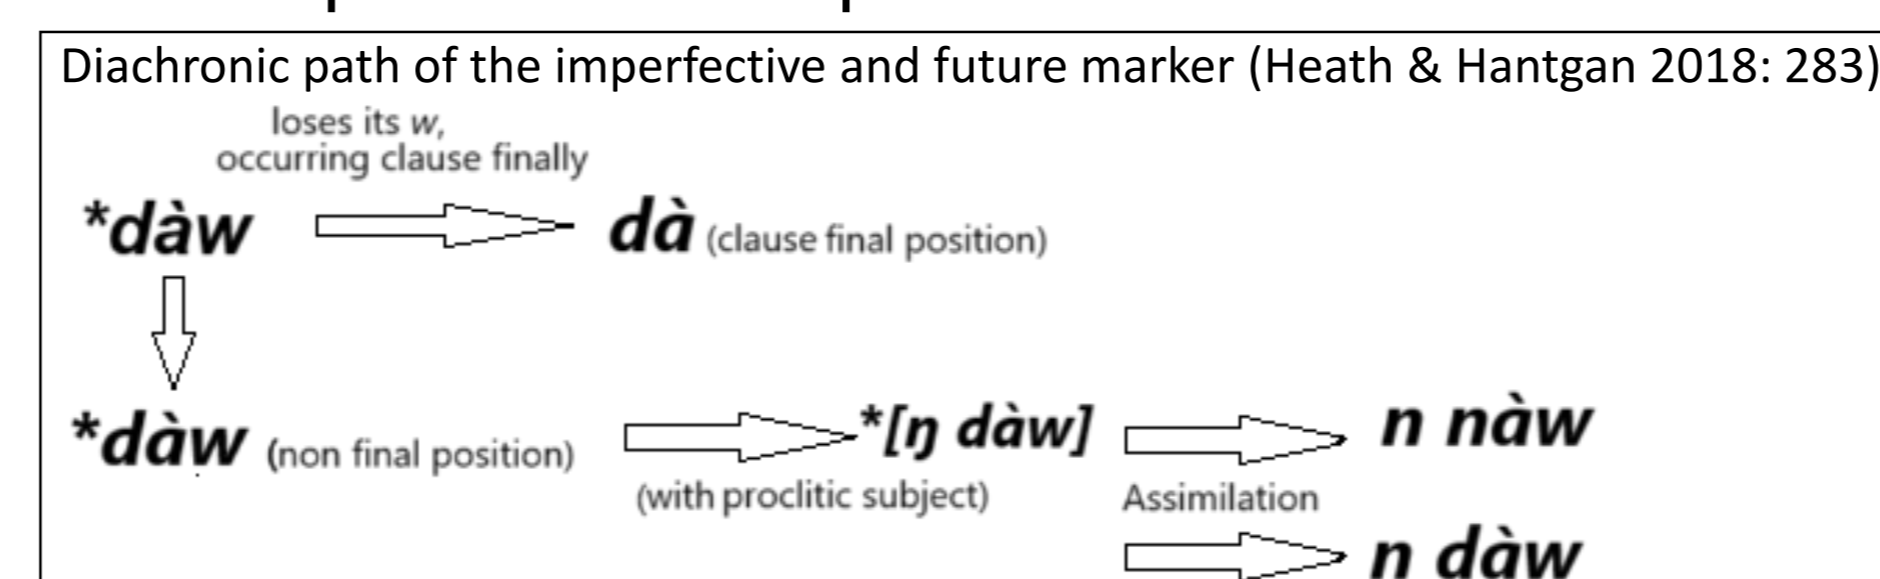 Diachronic path of the imperfective and future marker (Heath & Hantgan 2018: 283)
loses its w,
occurring clause finally
*dàw dà (clause final position)
*dàw (non final position) *[ŋ dàw] n nàw
(with proclitic subject) Assimilation
n dàw